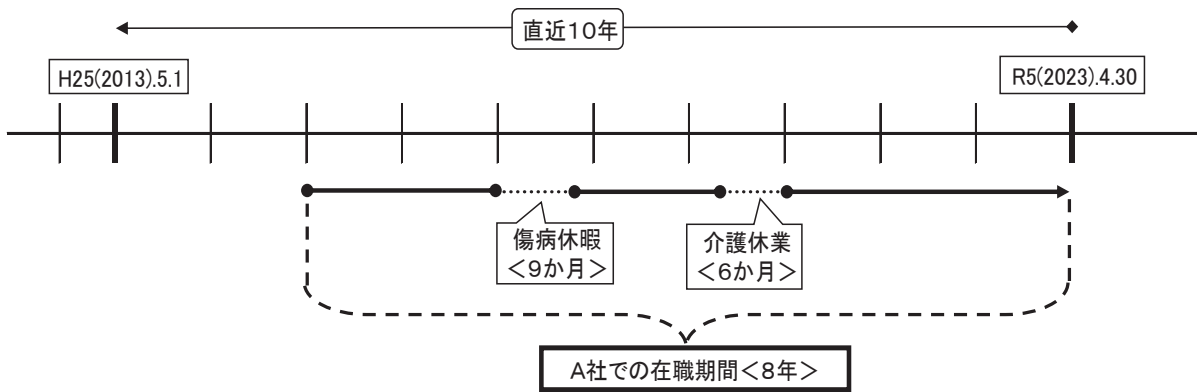 直近10年
H25(2013).5.1
R5(2023).4.30
傷病休暇
＜9か月＞
介護休業
＜6か月＞
A社での在職期間＜8年＞